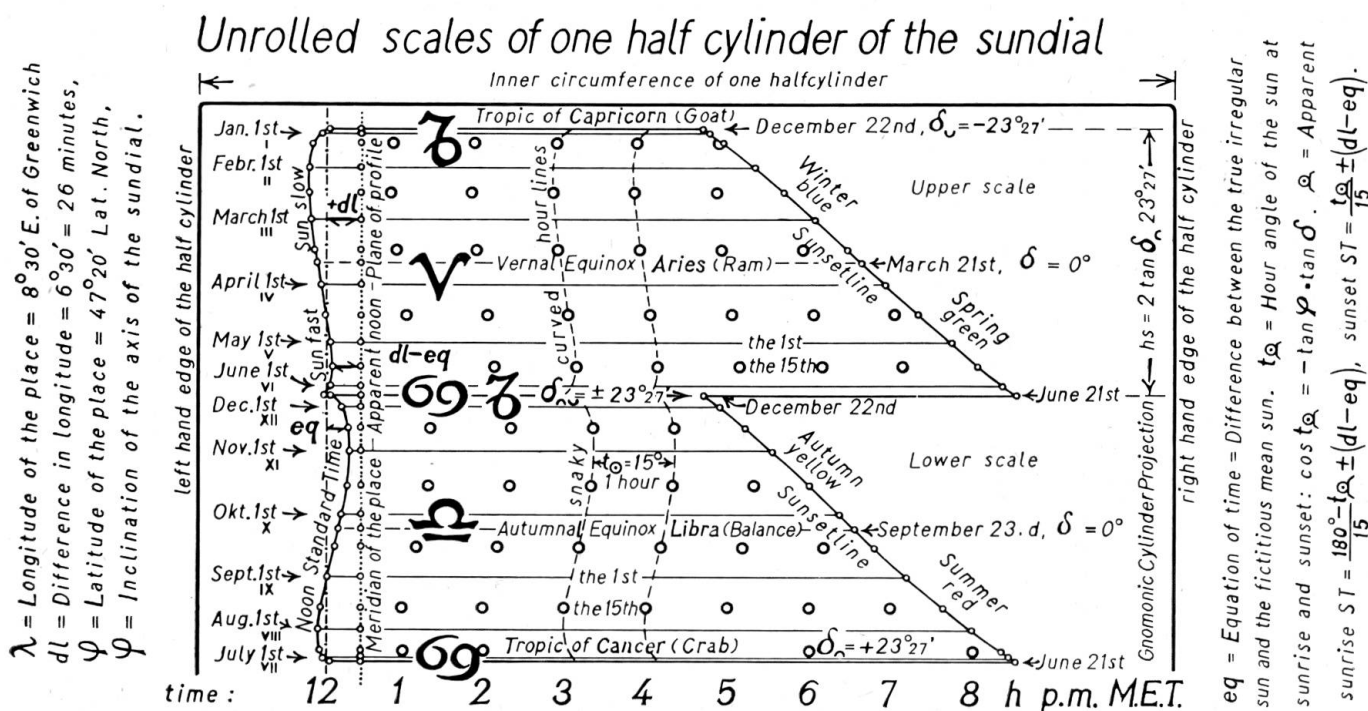 Unrolled scales of one half cylinder of the sundial
Inner circumference of one halfcylinder
λ = Longitude of the place = 8°30′ E. of Greenwich
dl = Difference in longitude = 6°30′ = 26 minutes,
φ = Latitude of the place = 47°20′ Lat. North,
φ = Inclination of the axis of the sundial.
left hand edge of the half cylinder
Jan. 1st
I
Febr. 1st
II
March 1st
III
April 1st
IV
May 1st
V
June 1st
VI
Dec. 1st
XII
Nov. 1st
XI
Okt. 1st
X
Sept. 1st
IX
Aug. 1st
VIII
July 1st
VII
Sun slow
Sun fast
Noon Standard Time
+dl
eq
dl-eq
Meridian of the place - Apparent noon - Plane of profile
Tropic of Capricorn (Goat)
♑
December 22nd, δ = -23°27′
hour lines
curved
snaky
Winter
blue
Sunsetline
Upper scale
♈
Vernal Equinox Aries (Ram)
March 21st, δ = 0°
Spring
green
the 1st
the 15th
♋ ♑
δ = ± 23°27′
June 21st
December 22nd
Autumn
yellow
Sunsetline
Lower scale
t⊙ = 15°
1 hour
♎
Autumnal Equinox Libra (Balance)
September 23.d, δ = 0°
the 1st
Summer
red
the 15th
♋
Tropic of Cancer (Crab)
δ = +23°27′
June 21st
Gnomonic Cylinder Projection
hs = 2 tan δ 23°27′
right hand edge of the half cylinder
time: 12 1 2 3 4 5 6 7 8 h p.m. M.E.T.
eq = Equation of time = Difference between the true irregular
sun and the fictitious mean sun. t = Hour angle of the sun at
sunrise and sunset: cos t = -tan φ · tan δ. = Apparent
sunrise ST = (180° - t)/15 ± (dl-eq), sunset ST = t/15 ± (dl-eq).